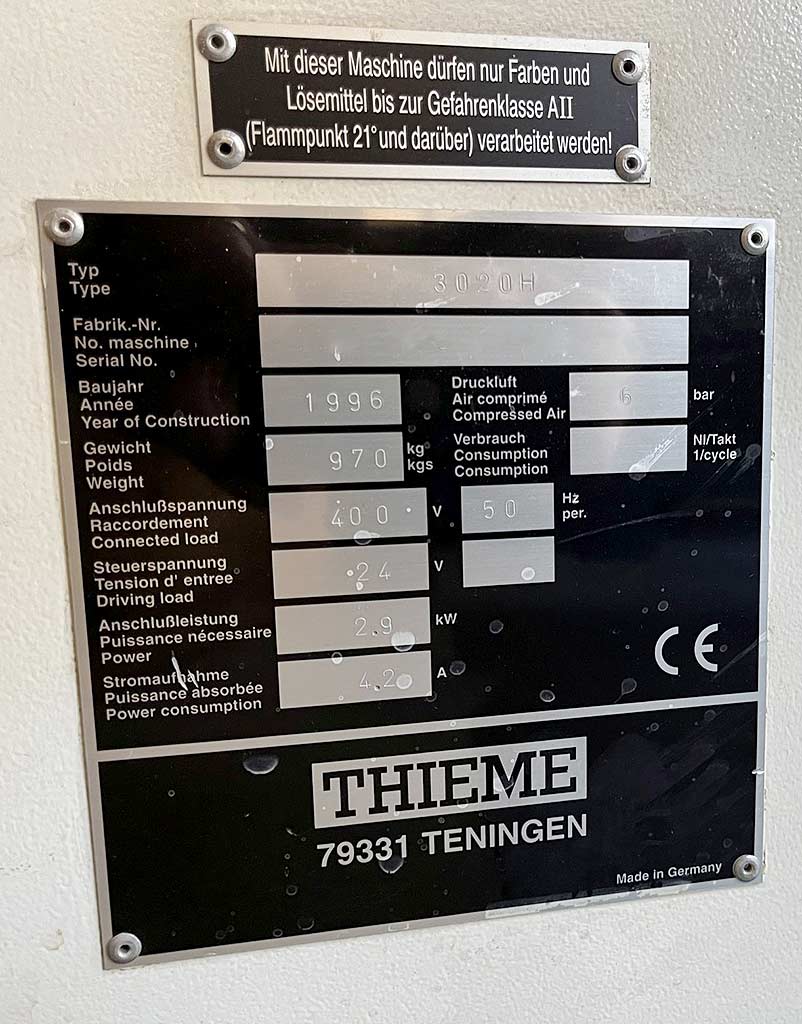 Mit dieser Maschine dürfen nur Farben und
Lösemittel bis zur Gefahrenklasse AII
(Flammpunkt 21° und darüber) verarbeitet werden!
Typ
Type
3020H
Fabrik.-Nr.
No. maschine
Serial No.
Baujahr
Année
Year of Construction
1996
Druckluft
Air comprimé
Compressed Air
6
bar
Gewicht
Poids
Weight
970
kg
kgs
Verbrauch
Consumption
Consumption
Nl/Takt
1/cycle
Anschlußspannung
Raccordement
Connected load
400
V
50
Hz
per.
Steuerspannung
Tension d' entree
Driving load
24
V
Anschlußleistung
Puissance nécessaire
Power
2.9
kW
Stromaufnahme
Puissance absorbée
Power consumption
4.2
A
CE
THIEME
79331 TENINGEN
Made in Germany